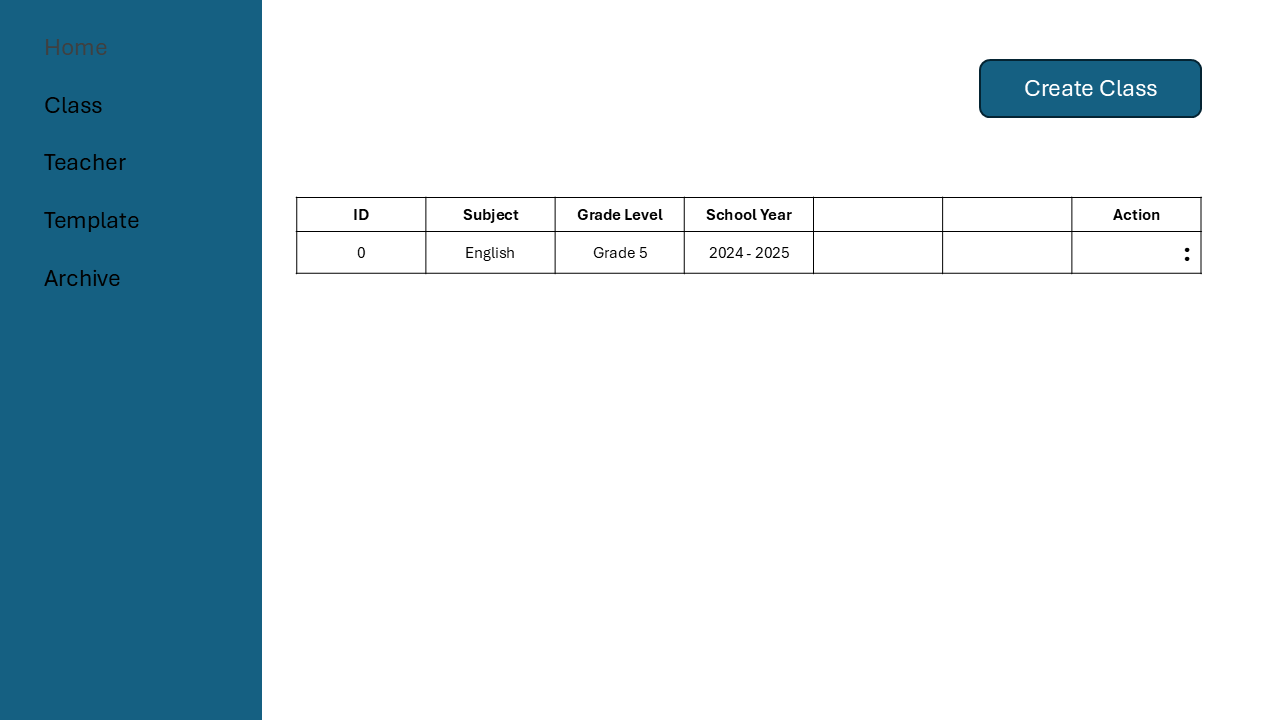 Home
Class
Teacher
Template
Archive
Create Class
ID Subject Grade Level School Year Action
0 English Grade 5 2024 - 2025 :